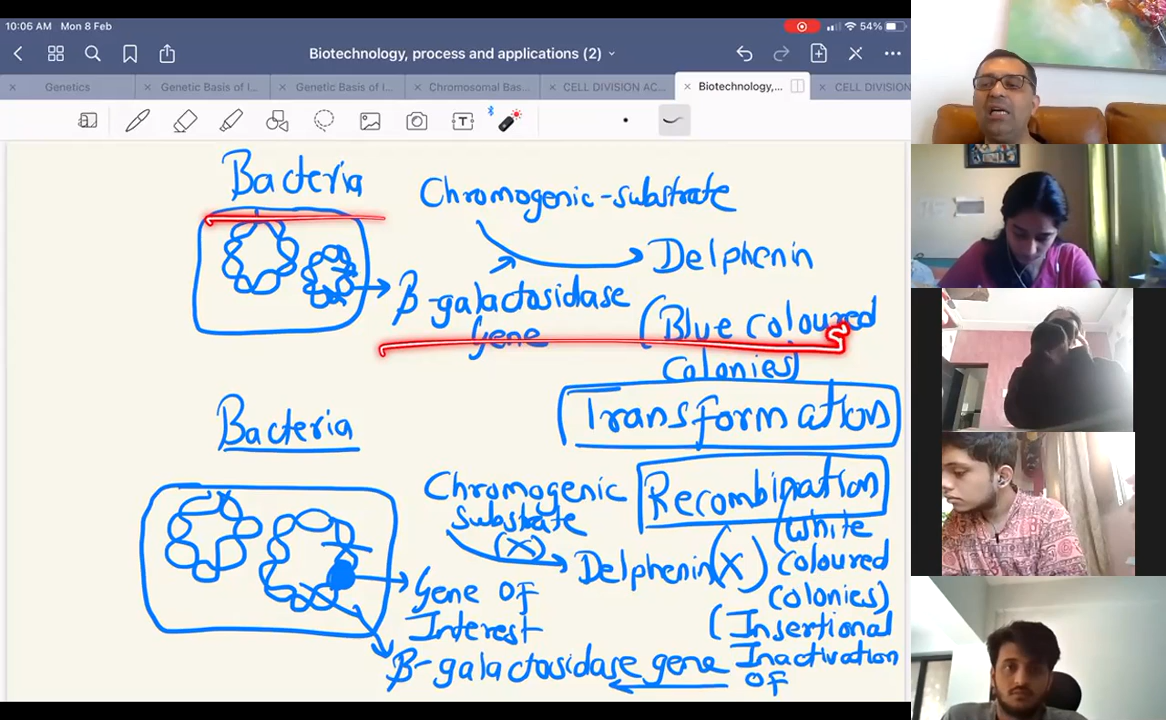 10:06 AM Mon 8 Feb
54%
Biotechnology, process and applications (2)
Genetics
Genetic Basis of I...
Genetic Basis of I...
Chromosomal Bas...
CELL DIVISION AC...
Biotechnology,...
CELL DIVISION
T
Bacteria
Chromogenic-substrate
Delphenin
β-galactosidase
gene
(Blue coloured
colonies)
Transformation
Bacteria
Chromogenic
Substrate
(X)
Recombination
Delphenin (X)
(White
coloured
colonies)
Gene OF
Interest
(Insertional
Inactivation
OF
β-galactosidase gene